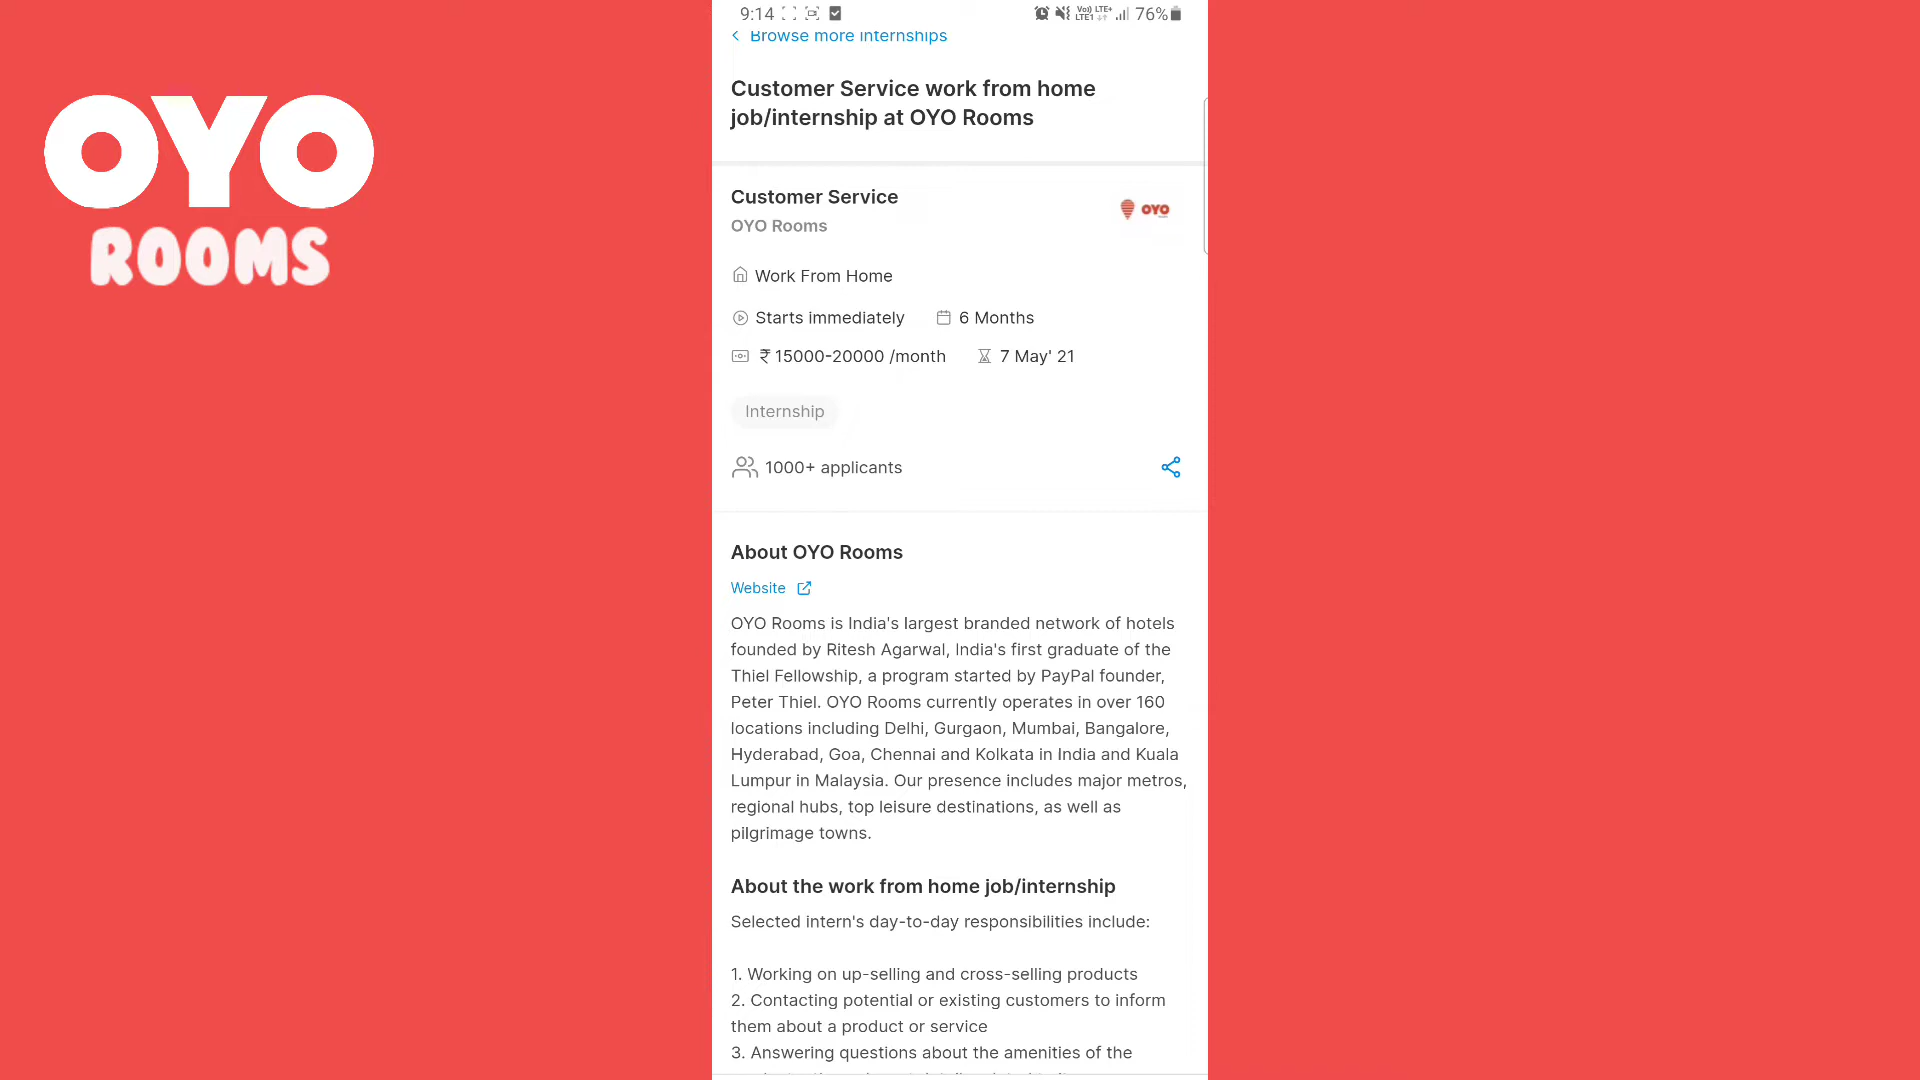 OYO
ROOMS
9:14
Vo)) LTE+
LTE1
76%
Browse more internships
Customer Service work from home
job/internship at OYO Rooms
Customer Service
OYO Rooms
OYO
Work From Home
Starts immediately
6 Months
₹ 15000-20000 /month
7 May' 21
Internship
1000+ applicants
About OYO Rooms
Website
OYO Rooms is India's largest branded network of hotels
founded by Ritesh Agarwal, India's first graduate of the
Thiel Fellowship, a program started by PayPal founder,
Peter Thiel. OYO Rooms currently operates in over 160
locations including Delhi, Gurgaon, Mumbai, Bangalore,
Hyderabad, Goa, Chennai and Kolkata in India and Kuala
Lumpur in Malaysia. Our presence includes major metros,
regional hubs, top leisure destinations, as well as
pilgrimage towns.
About the work from home job/internship
Selected intern's day-to-day responsibilities include:
1. Working on up-selling and cross-selling products
2. Contacting potential or existing customers to inform
them about a product or service
3. Answering questions about the amenities of the